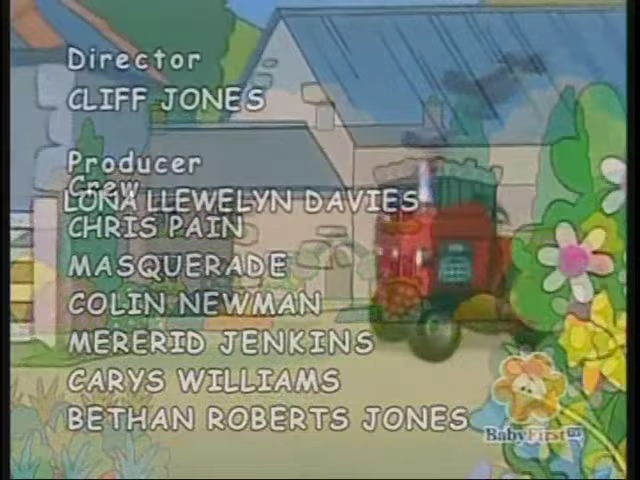 Director
CLIFF JONES
Producer
Crew
LONA LLEWELYN DAVIES
CHRIS PAIN
MASQUERADE
COLIN NEWMAN
MERERID JENKINS
CARYS WILLIAMS
BETHAN ROBERTS JONES
BabyFirst